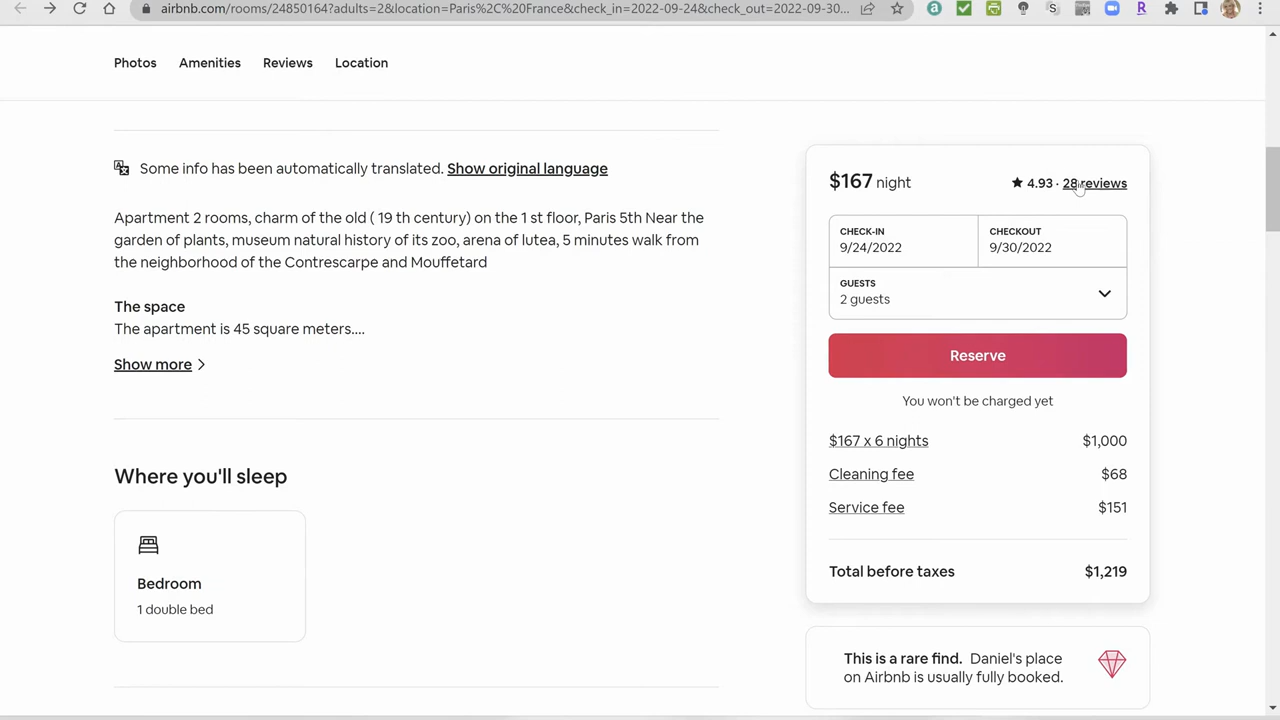 airbnb.com/rooms/24850164?adults=2&location=Paris%2C%20France&check_in=2022-09-24&check_out=2022-09-30...
Photos Amenities Reviews Location
Some info has been automatically translated. Show original language
Apartment 2 rooms, charm of the old ( 19 th century) on the 1 st floor, Paris 5th Near the
garden of plants, museum natural history of its zoo, arena of lutea, 5 minutes walk from
the neighborhood of the Contrescarpe and Mouffetard
The space
The apartment is 45 square meters....
Show more
Where you'll sleep
Bedroom
1 double bed
$167 night
4.93 · 28 reviews
CHECK-IN
9/24/2022
CHECKOUT
9/30/2022
GUESTS
2 guests
Reserve
You won't be charged yet
$167 x 6 nights $1,000
Cleaning fee $68
Service fee $151
Total before taxes $1,219
This is a rare find. Daniel's place
on Airbnb is usually fully booked.